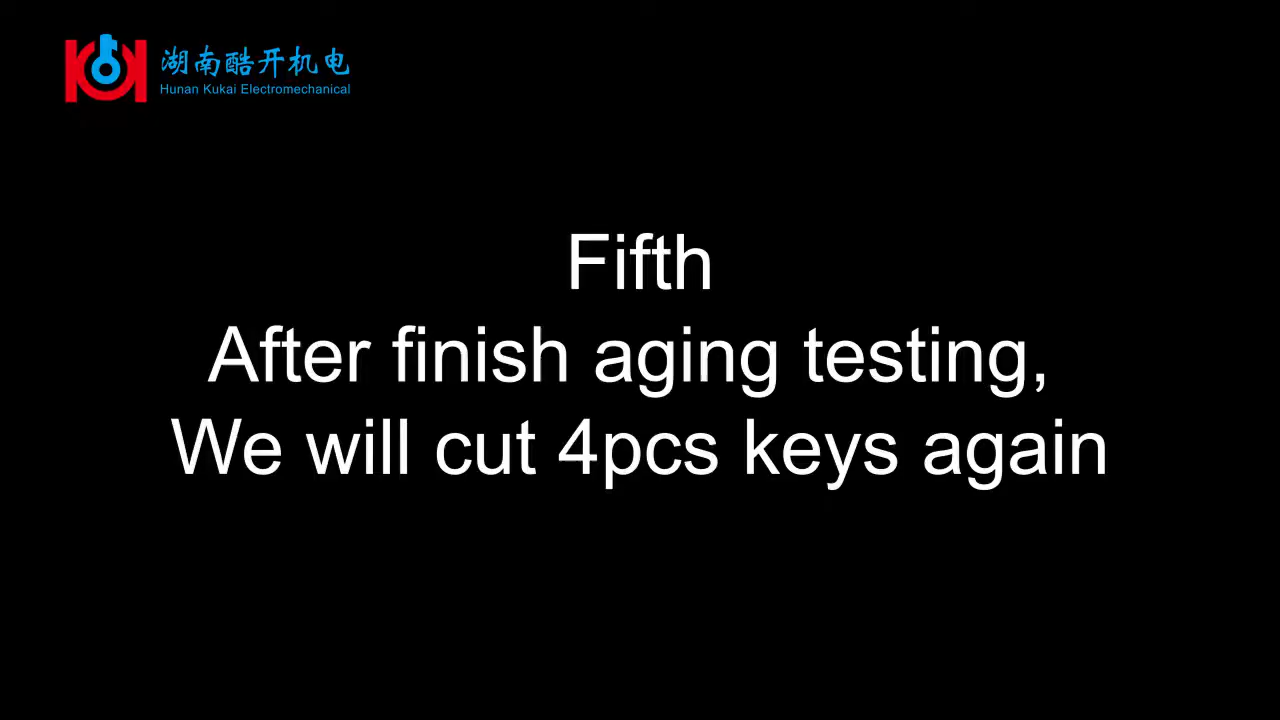 湖南酷开机电
Hunan Kukai Electromechanical
Fifth
After finish aging testing,
We will cut 4pcs keys again